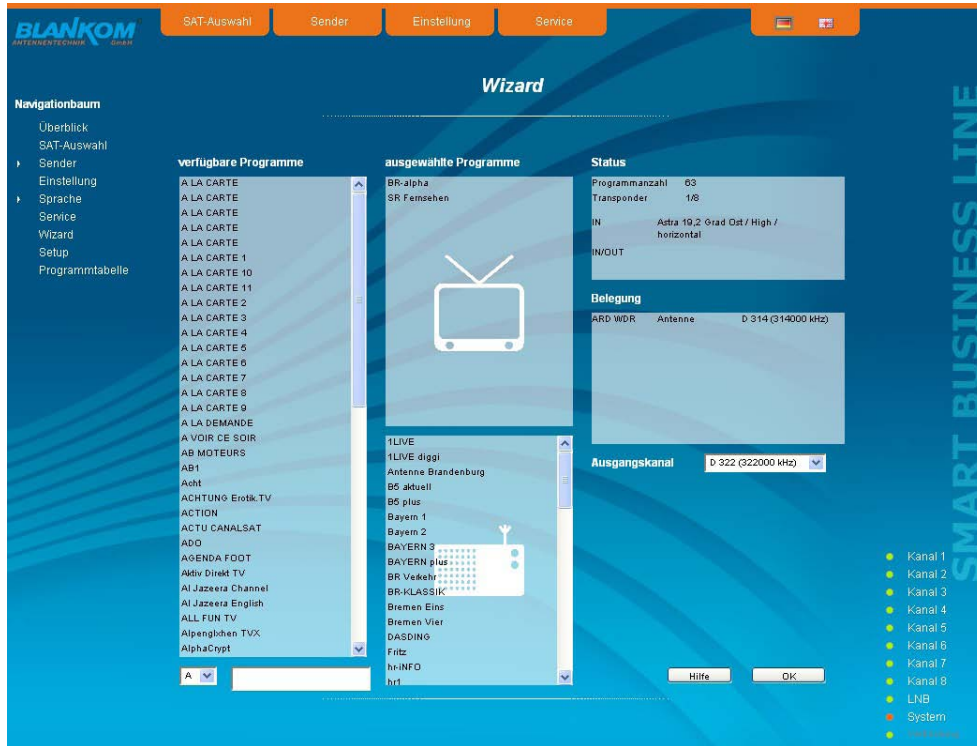 BLANKOM
ANTENNENTECHNIK GmbH
SAT-Auswahl
Sender
Einstellung
Service
Wizard
Navigationbaum
Überblick
SAT-Auswahl
Sender
Einstellung
Sprache
Service
Wizard
Setup
Programmtabelle
verfügbare Programme
A LA CARTE
A LA CARTE
A LA CARTE
A LA CARTE
A LA CARTE
A LA CARTE 1
A LA CARTE 10
A LA CARTE 11
A LA CARTE 2
A LA CARTE 3
A LA CARTE 4
A LA CARTE 5
A LA CARTE 6
A LA CARTE 7
A LA CARTE 8
A LA CARTE 9
A LA DEMANDE
A VOIR CE SOIR
AB MOTEURS
AB1
Acht
ACHTUNG Erotik.TV
ACTION
ACTU CANALSAT
ADO
AGENDA FOOT
Aktiv Direkt TV
Al Jazeera Channel
Al Jazeera English
ALL FUN TV
Alpenglxhen TVX
AlphaCrypt
A
ausgewählte Programme
BR-alpha
SR Fernsehen
1LIVE
1LIVE diggi
Antenne Brandenburg
B5 aktuell
B5 plus
Bayern 1
Bayern 2
BAYERN 3
BAYERN plus
BR Verkehr
BR-KLASSIK
Bremen Eins
Bremen Vier
DASDING
Fritz
hr-iNFO
hr1
Status
Programmanzahl 63
Transponder 1/8
IN Astra 19,2 Grad Ost / High /
horizontal
IN/OUT
Belegung
ARD WDR Antenne D 314 (314000 kHz)
Ausgangskanal D 322 (322000 kHz)
Hilfe
OK
Kanal 1
Kanal 2
Kanal 3
Kanal 4
Kanal 5
Kanal 6
Kanal 7
Kanal 8
LNB
System
SMART BUSINESS LINE